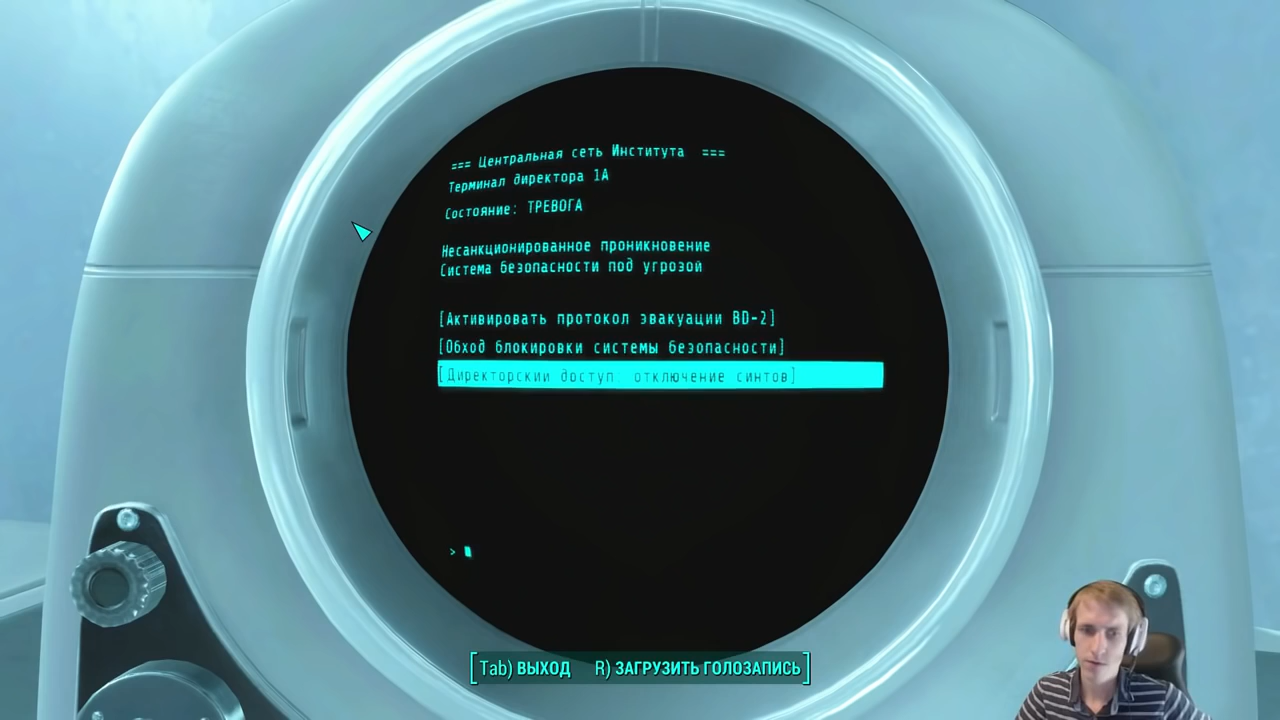 === Центральная сеть Института ===
Терминал директора 1А
Состояние: ТРЕВОГА
Несанкционированное проникновение
Система безопасности под угрозой
[Активировать протокол эвакуации BD-2]
[Обход блокировки системы безопасности]
[Директорский доступ: отключение синтов]
>
Tab) ВЫХОД R) ЗАГРУЗИТЬ ГОЛОЗАПИСЬ